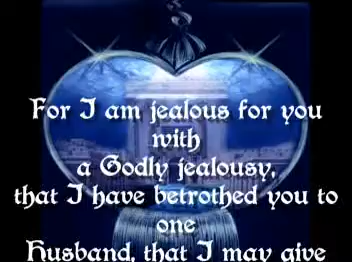 For I am jealous for you
with
a Godly jealousy,
that I have betrothed you to
one
Husband, that I may give